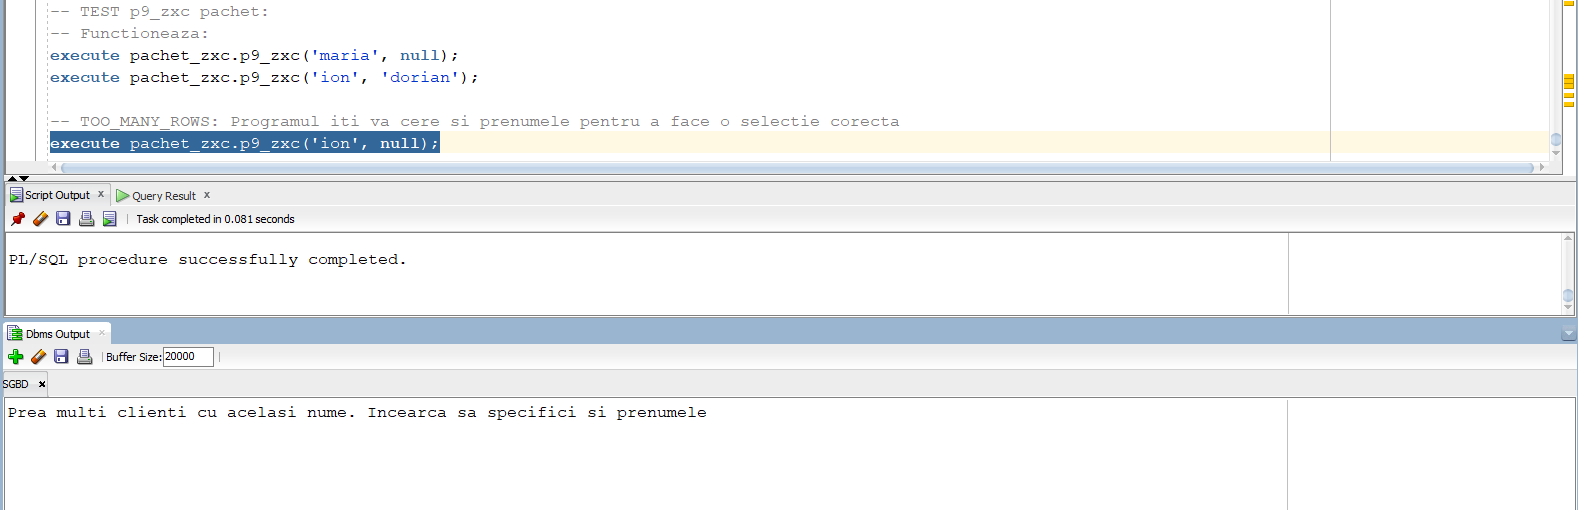 -- TEST p9_zxc pachet:
-- Functioneaza:
execute pachet_zxc.p9_zxc('maria', null);
execute pachet_zxc.p9_zxc('ion', 'dorian');
-- TOO_MANY_ROWS: Programul iti va cere si prenumele pentru a face o selectie corecta
execute pachet_zxc.p9_zxc('ion', null);
Script Output x Query Result x
Task completed in 0.081 seconds
PL/SQL procedure successfully completed.
Dbms Output x
Buffer Size: 20000
SGBD x
Prea multi clienti cu acelasi nume. Incearca sa specifici si prenumele